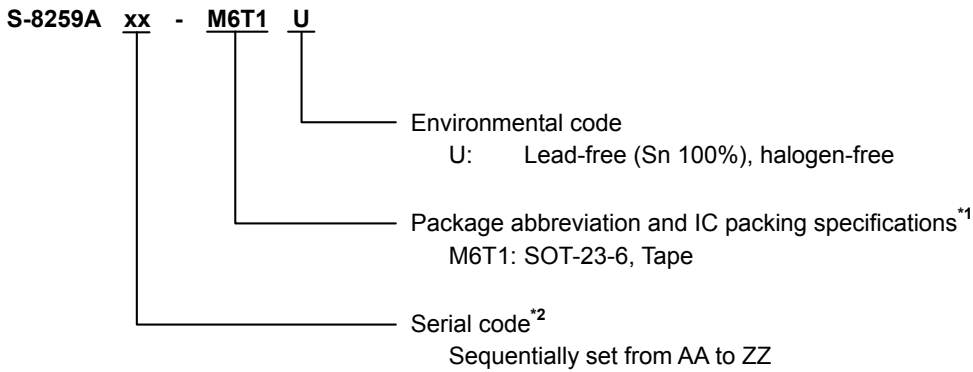 S-8259A xx - M6T1 U
Environmental code
U: Lead-free (Sn 100%), halogen-free
Package abbreviation and IC packing specifications*1
M6T1: SOT-23-6, Tape
Serial code*2
Sequentially set from AA to ZZ